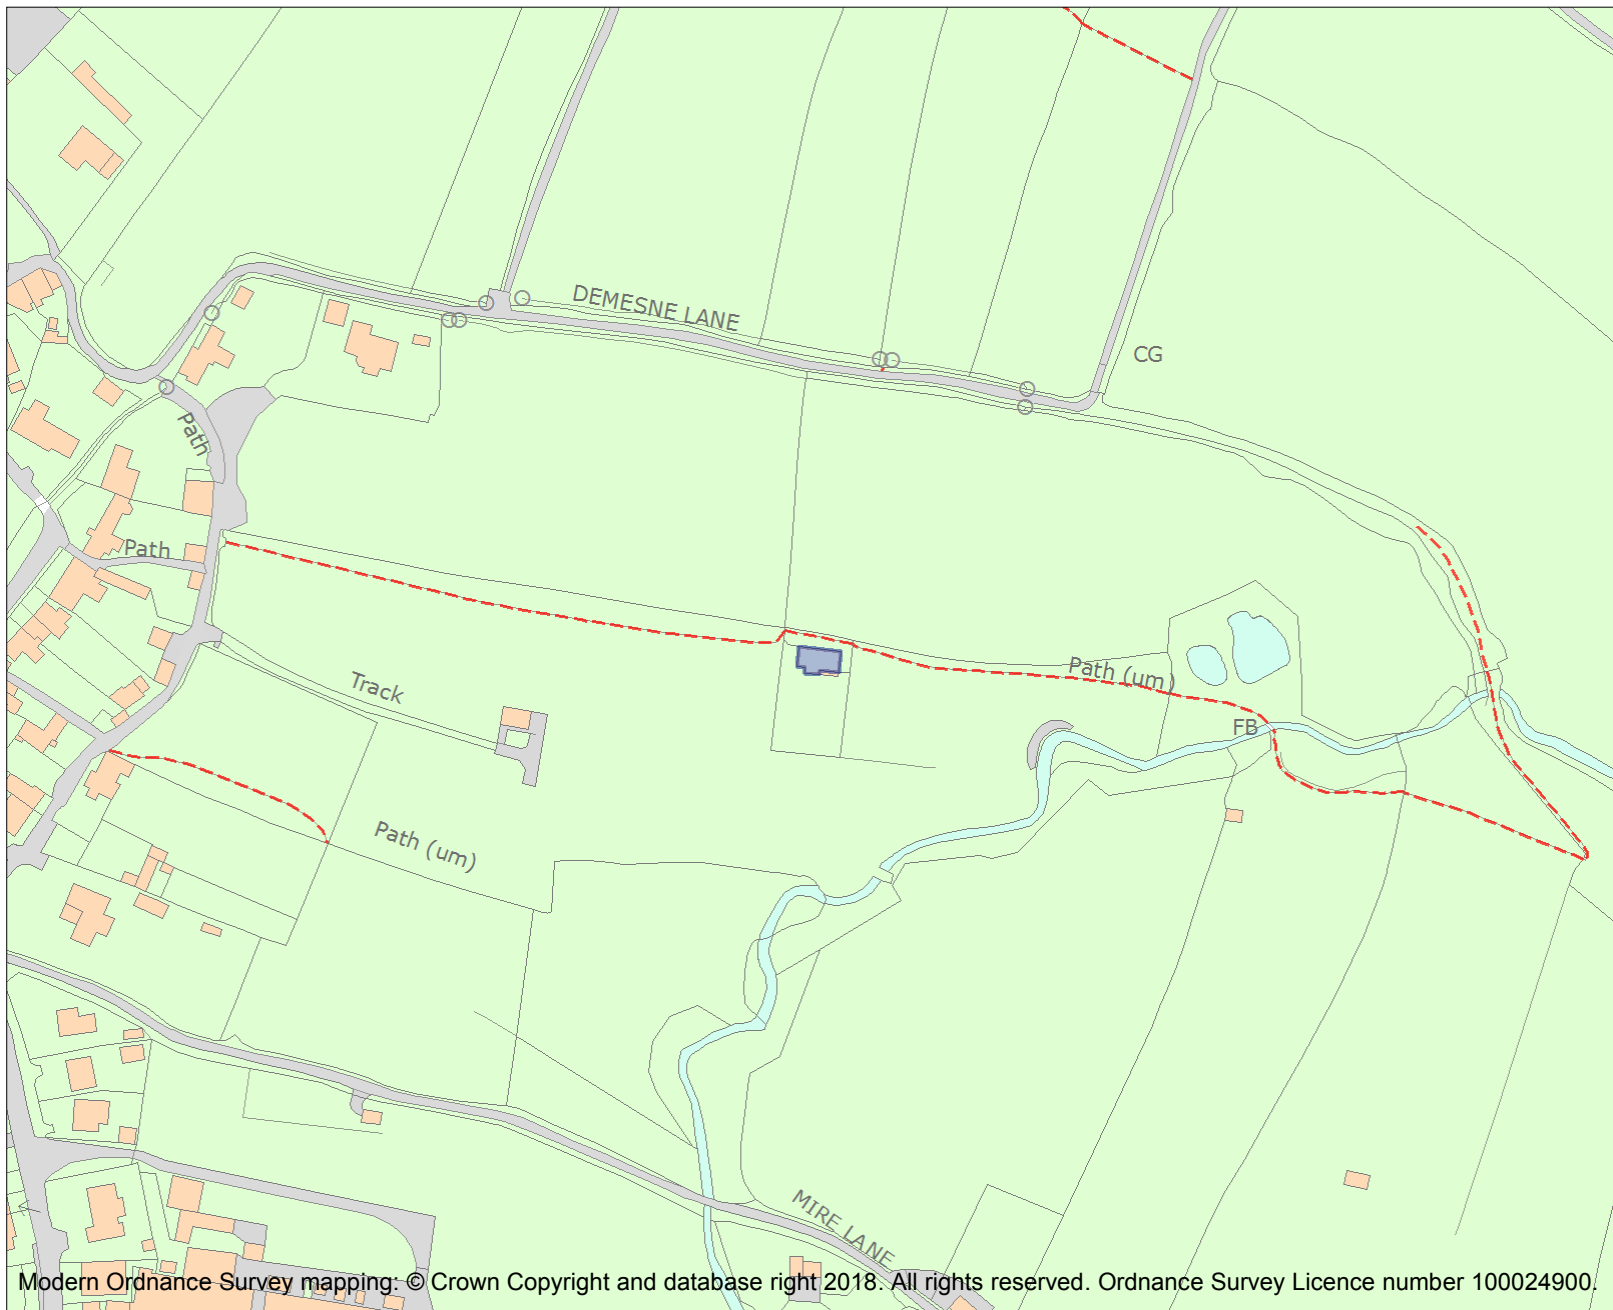 DEMESNE LANE
CG
Path
Path
Path (um)
Track
FB
Path (um)
MIRE LANE
Modern Ordnance Survey mapping: © Crown Copyright and database right 2018. All rights reserved. Ordnance Survey Licence number 100024900.